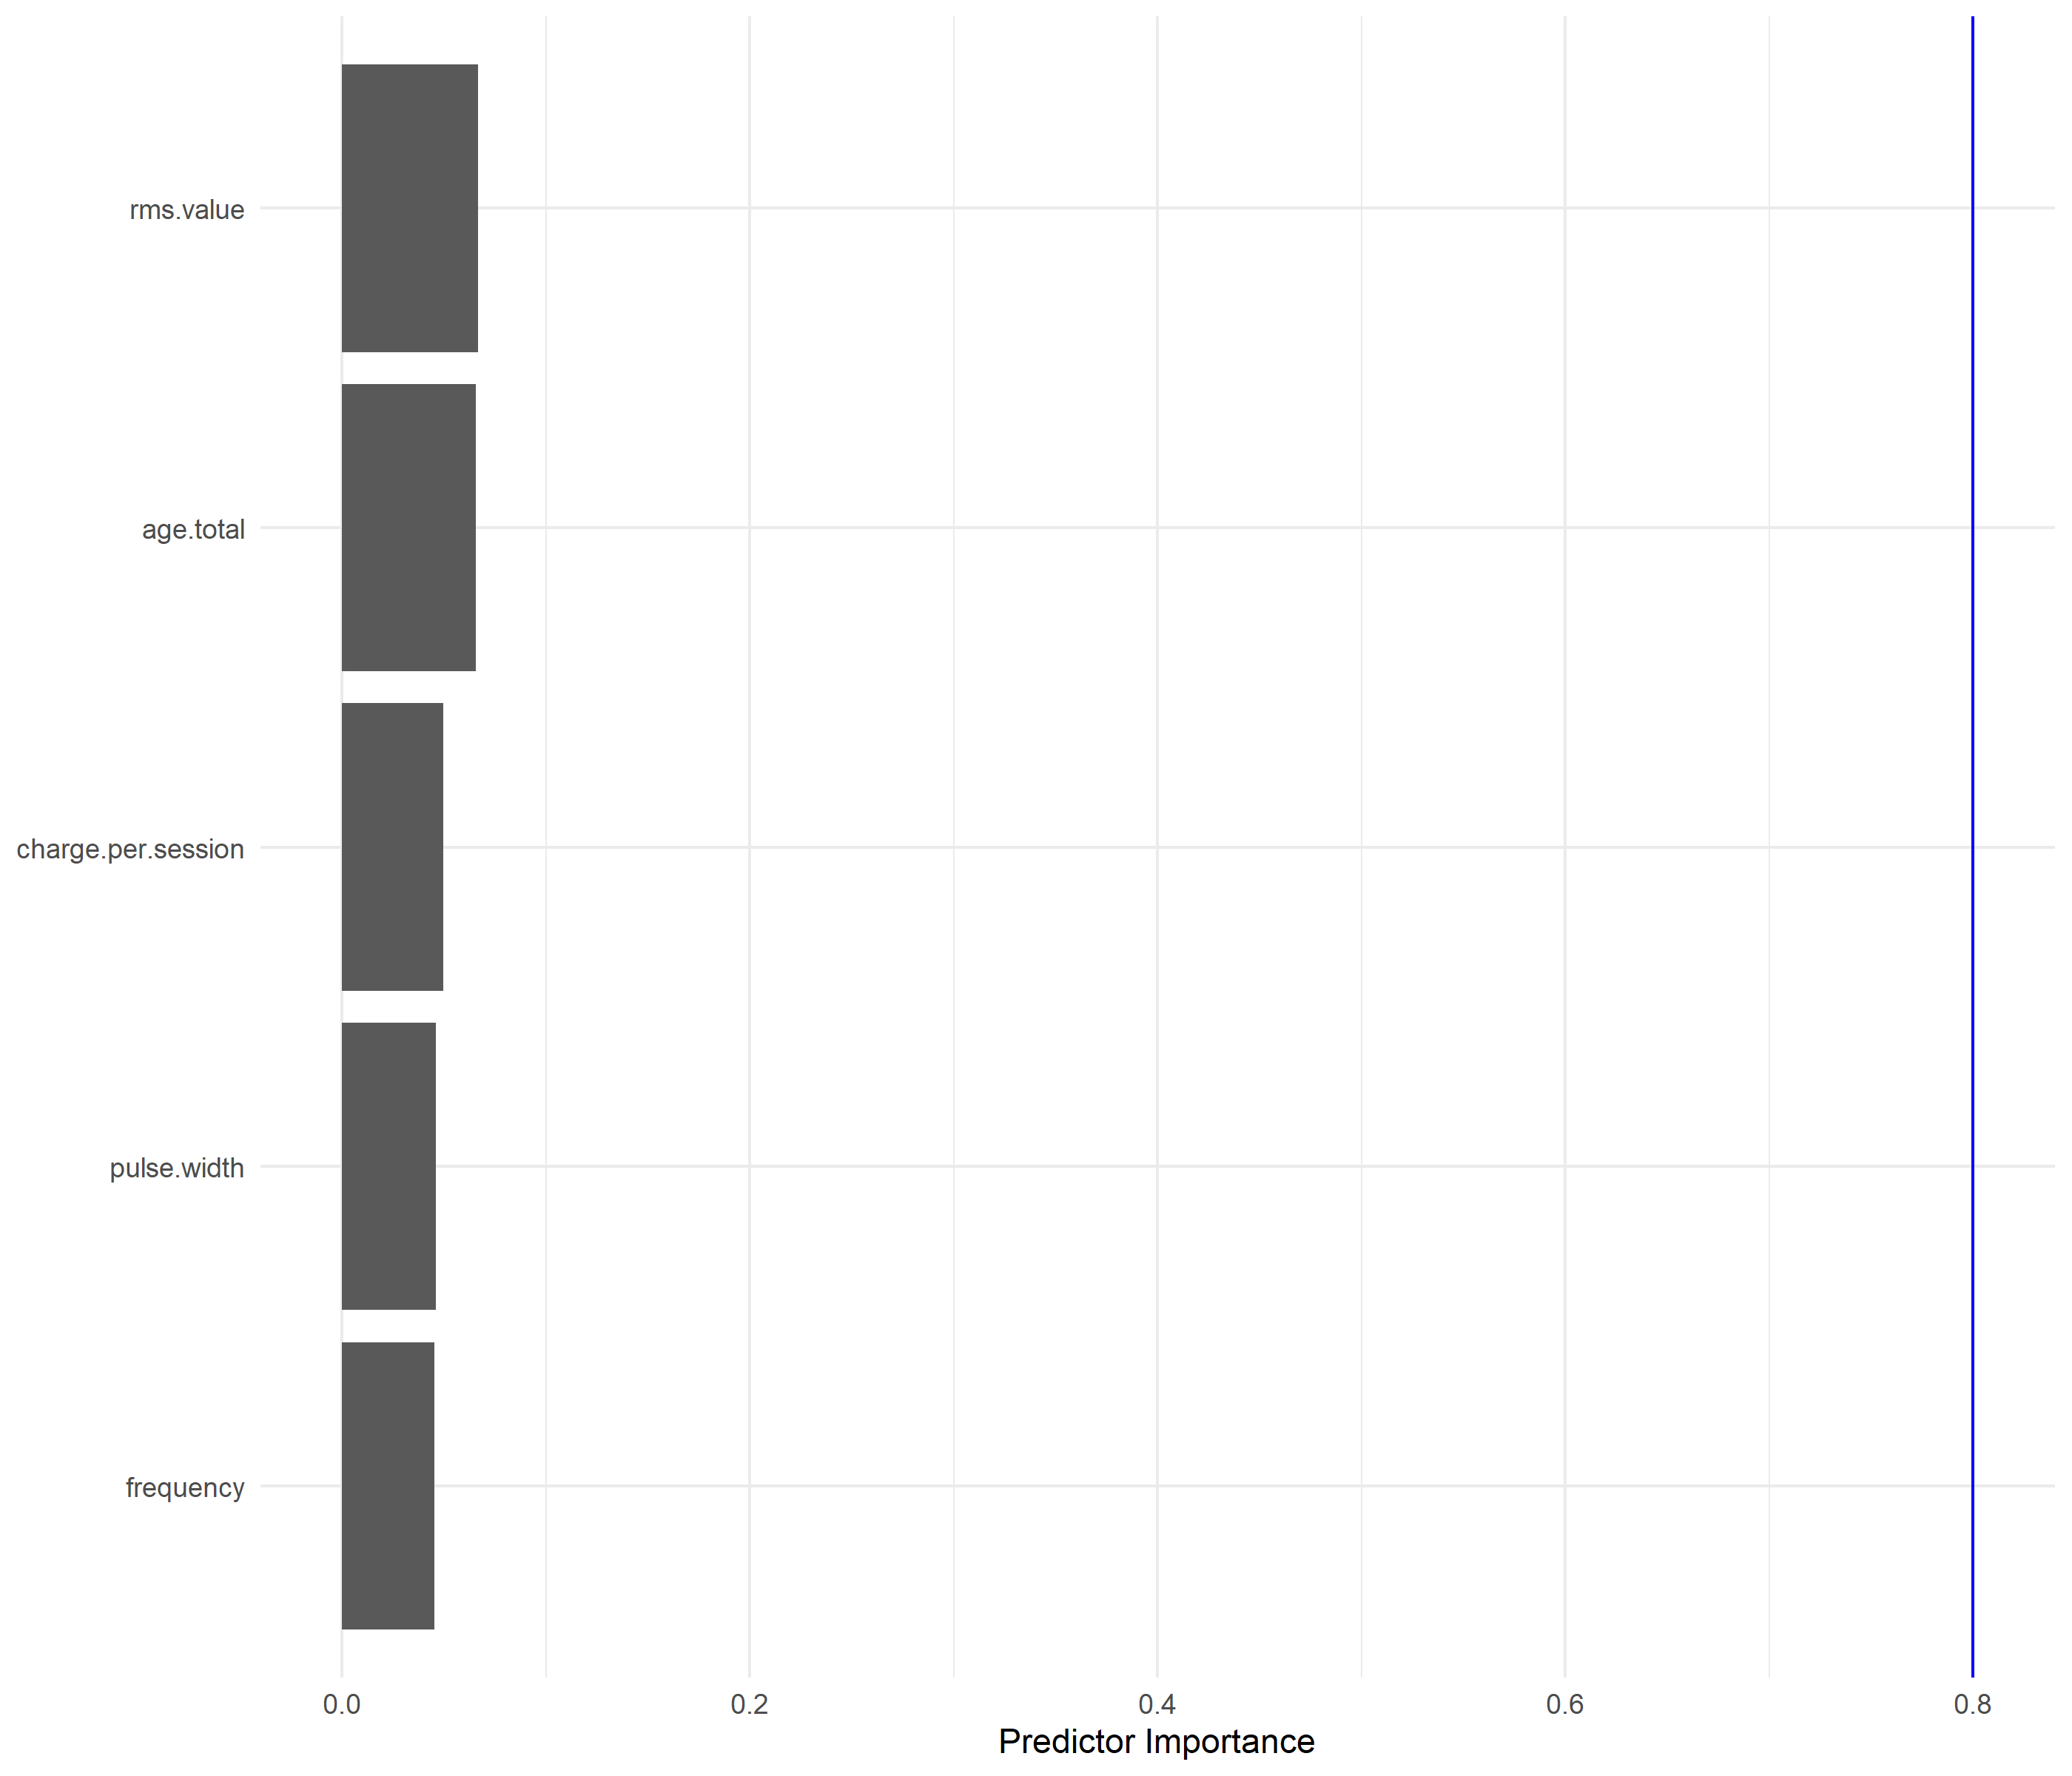 rms.value
age.total
charge.per.session
pulse.width
frequency
0.0 0.2 0.4 0.6 0.8
Predictor Importance